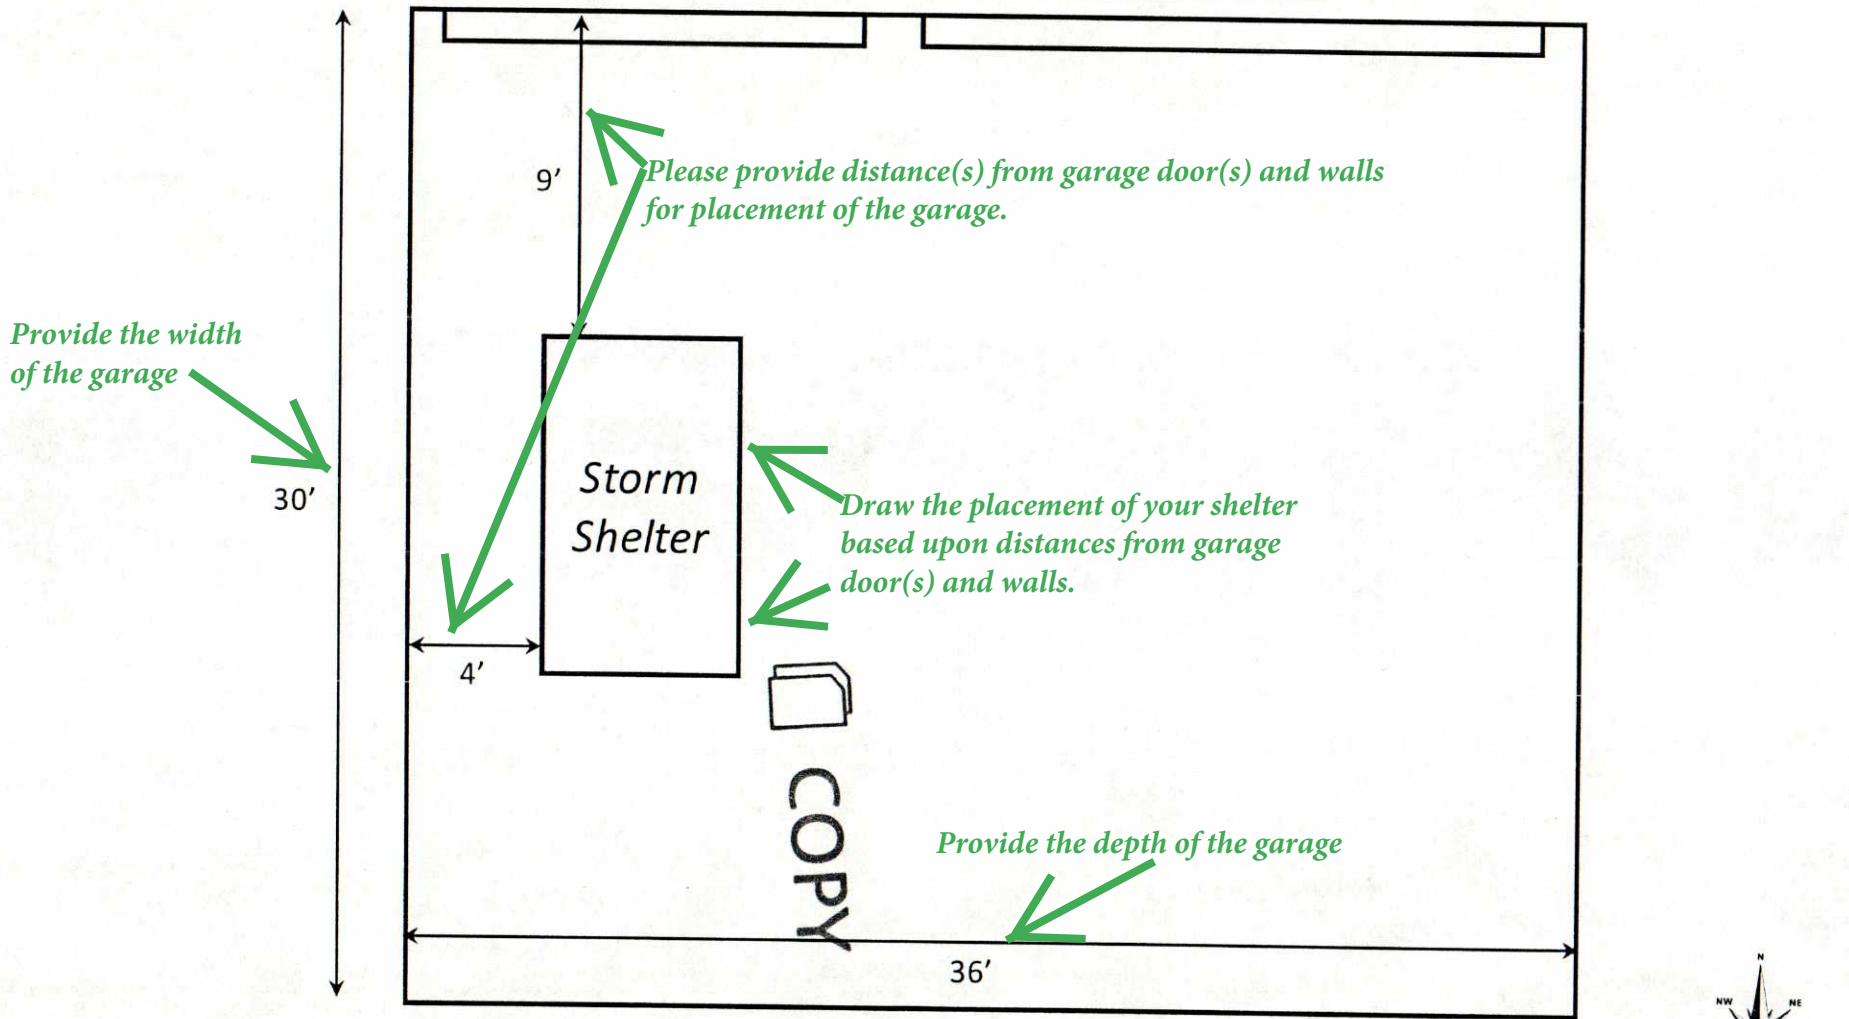 9’
Please provide distance(s) from garage door(s) and walls
for placement of the garage.
Provide the width
of the garage
30’
Storm
Shelter
Draw the placement of your shelter
based upon distances from garage
door(s) and walls.
4’
COPY
Provide the depth of the garage
36’
N
NW
NE